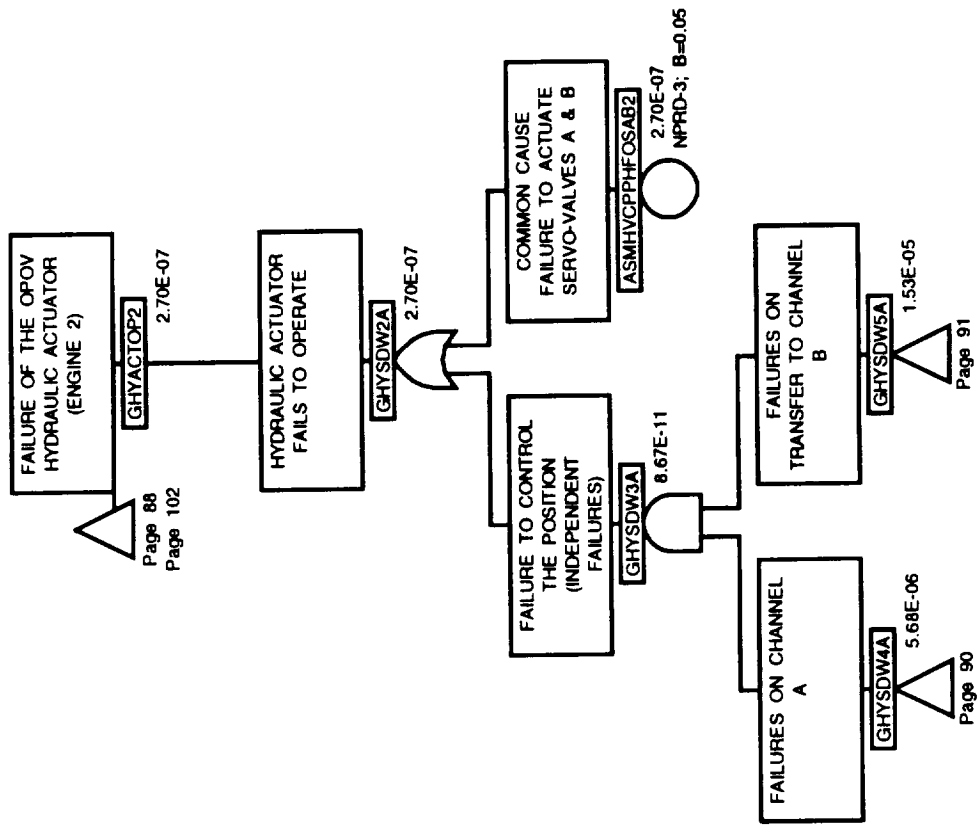 FAILURE OF THE OPOV
HYDRAULIC ACTUATOR
(ENGINE 2)
GHYACTOP2
2.70E-07
Page 88
Page 102
HYDRAULIC ACTUATOR
FAILS TO OPERATE
GHYSDW2A
2.70E-07
FAILURE TO CONTROL
THE POSITION
(INDEPENDENT
FAILURES)
GHYSDW3A
8.67E-11
COMMON CAUSE
FAILURE TO ACTUATE
SERVO-VALVES A & B
ASMHVCPPHFOSAB2
2.70E-07
NPRD-3; B=0.05
FAILURES ON CHANNEL
A
GHYSDW4A
5.68E-06
Page 90
FAILURES ON
TRANSFER TO CHANNEL
B
GHYSDW5A
1.53E-05
Page 91